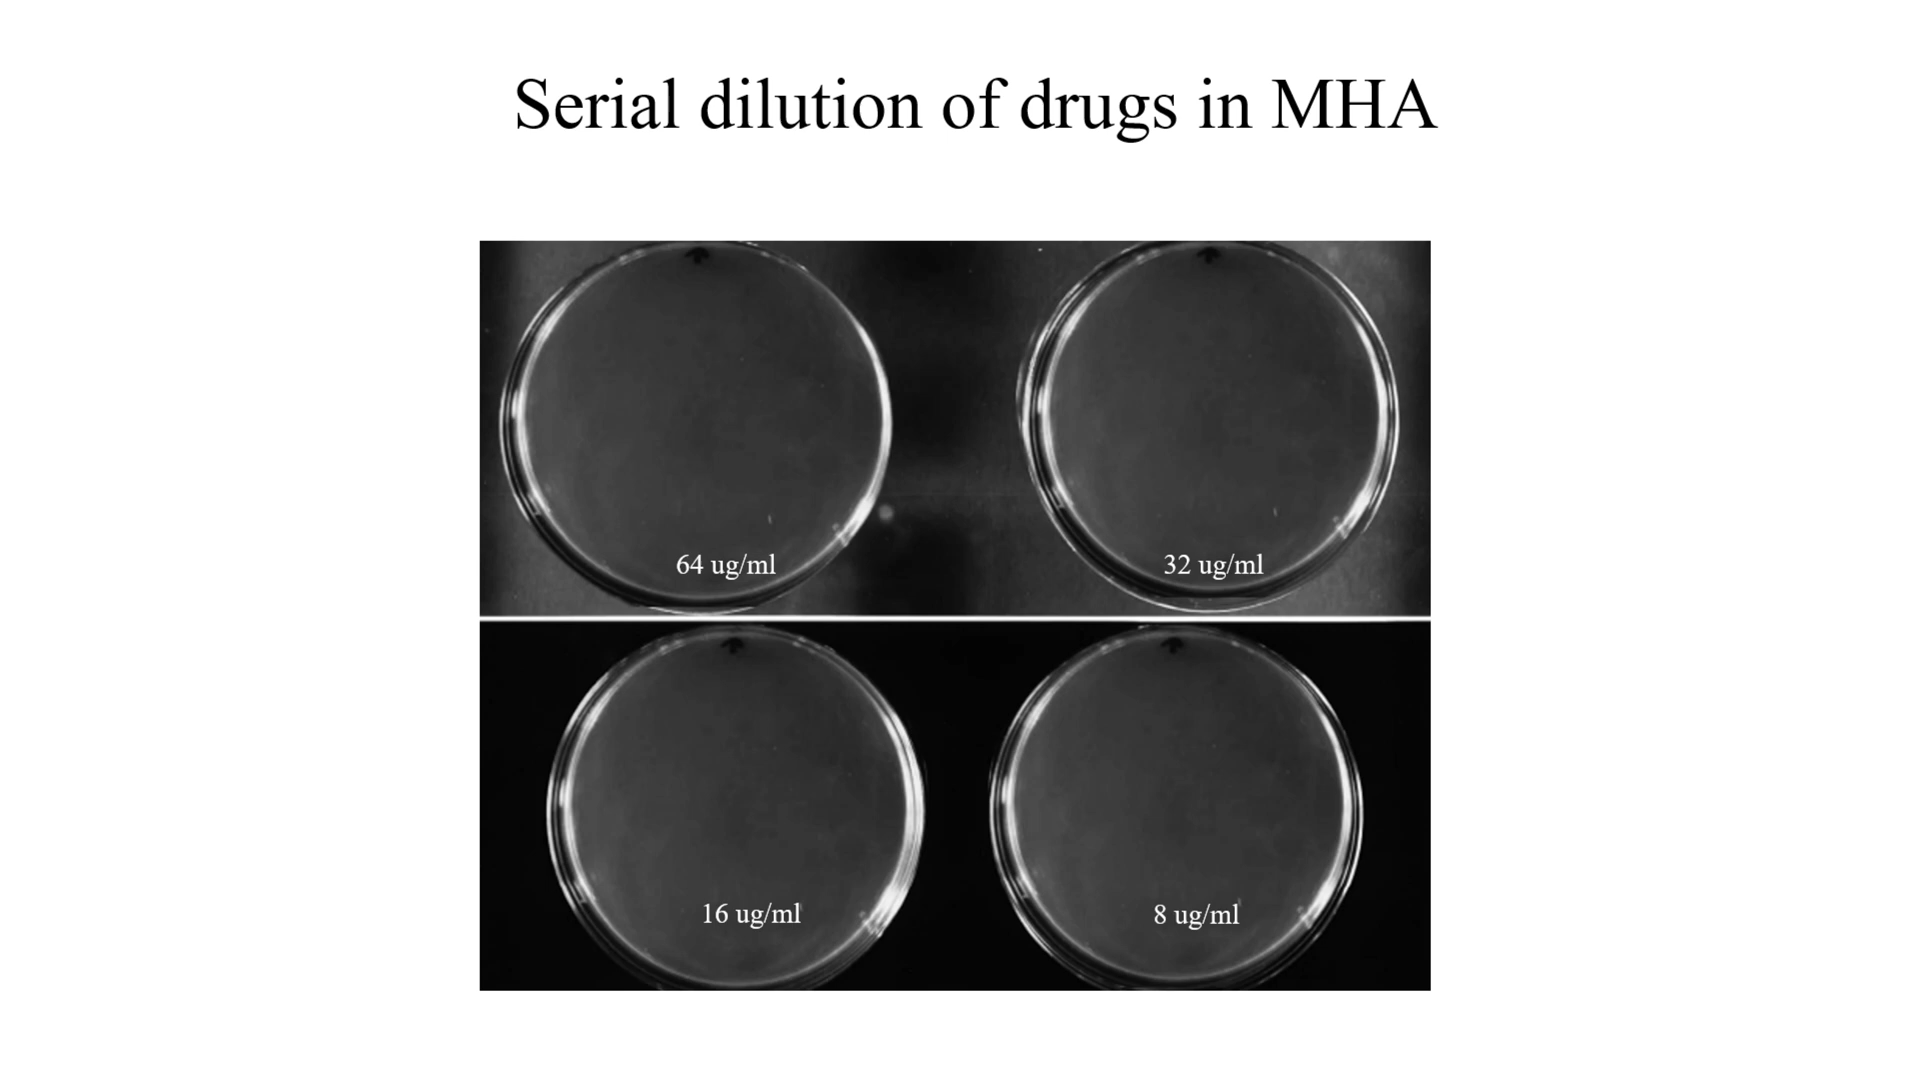 Serial dilution of drugs in MHA
64 ug/ml
32 ug/ml
16 ug/ml
8 ug/ml